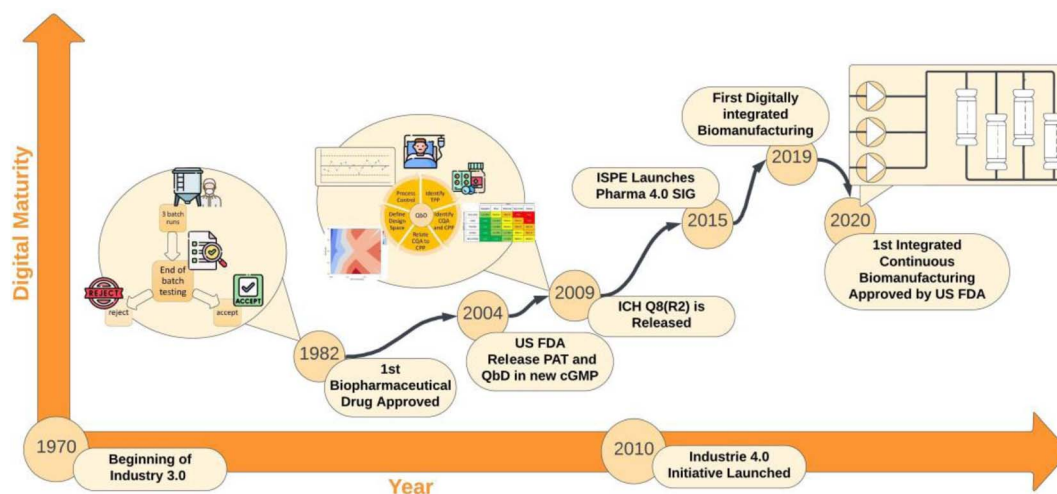 Digital Maturity
3 batch
runs
End of
batch
testing
REJECT
reject
ACCEPT
accept
Process
Control
Identify
TPP
Define
Design
Space
QbD
Identify
CQA
and CPP
Relate
CQA to
CPP
First Digitally
integrated
Biomanufacturing
2019
ISPE Launches
Pharma 4.0 SIG
2015
2020
1st Integrated
Continuous
Biomanufacturing
Approved by US FDA
2009
ICH Q8(R2) is
Released
2004
US FDA
Release PAT and
QbD in new cGMP
1982
1st
Biopharmaceutical
Drug Approved
1970
Beginning of
Industry 3.0
2010
Industrie 4.0
Initiative Launched
Year